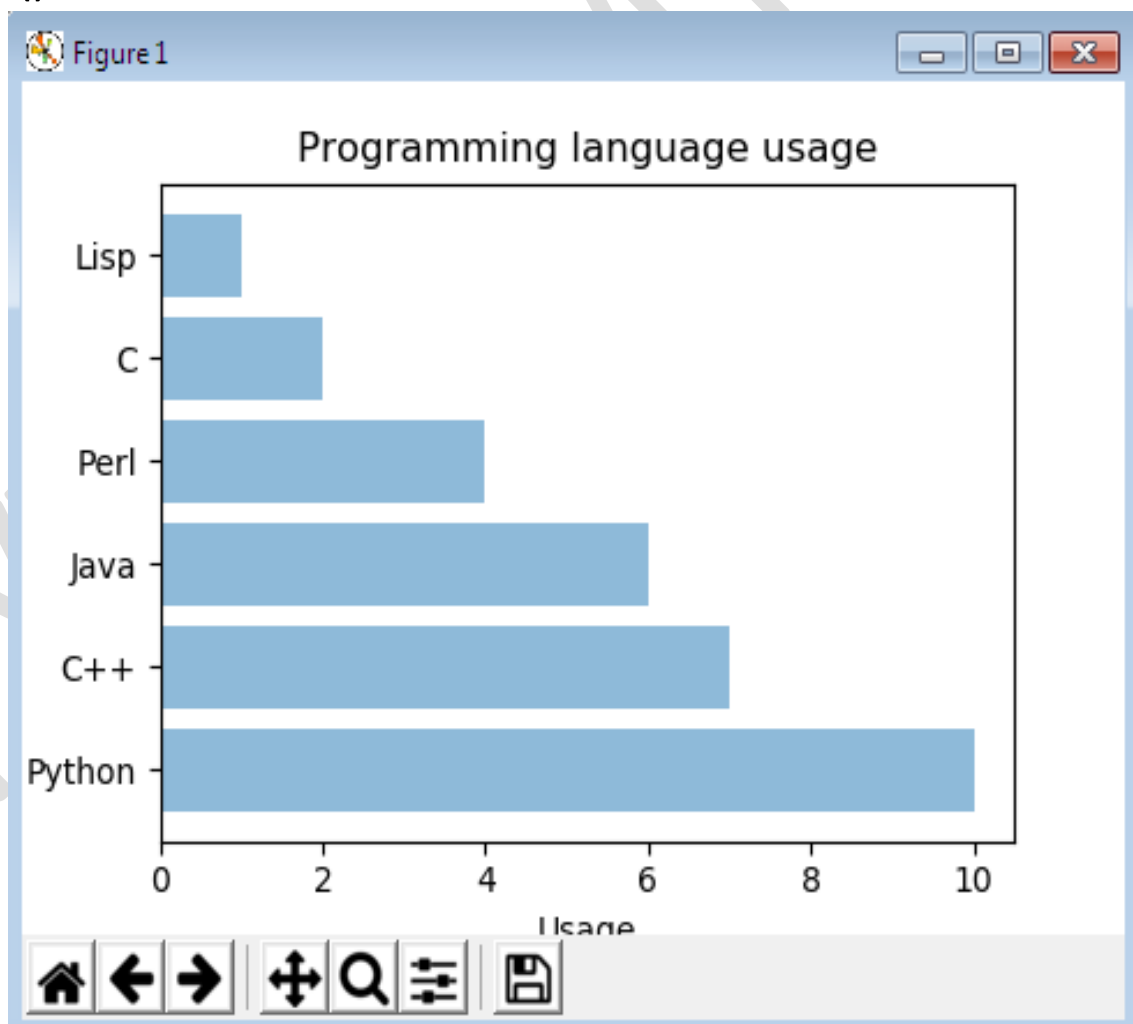 Figure 1
Programming language usage
Lisp
C
Perl
Java
C++
Python
0 2 4 6 8 10
Usage